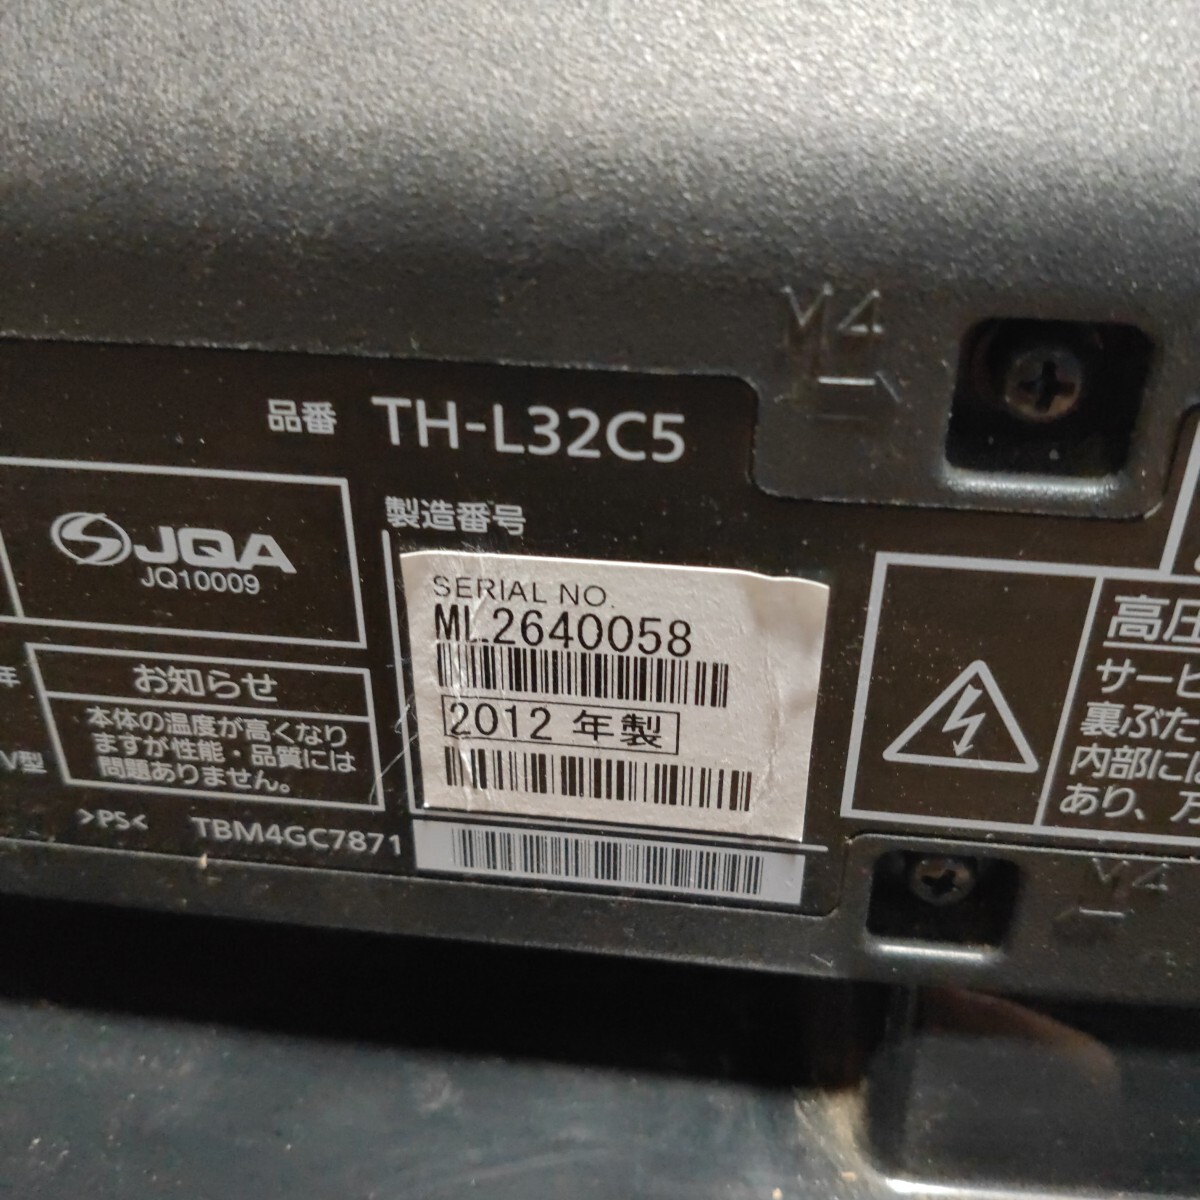 M4
品番 TH-L32C5
製造番号
JQA
JQ10009
SERIAL NO.
ML2640058
2012 年製
年
お知らせ
本体の温度が高くなり
ますが性能・品質には
問題ありません。
V型
>PS<
TBM4GC7871
高圧
サービ
裏ぶた
内部に
あり、万
M4